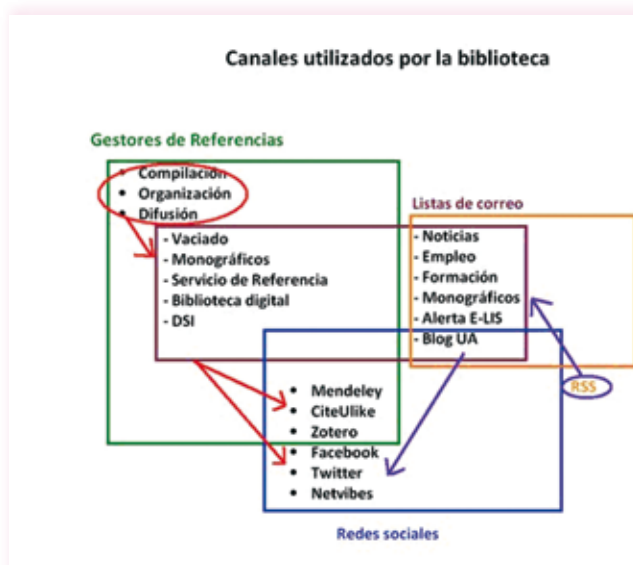 Canales utilizados por la biblioteca
Gestores de Referencias
• Compilación
• Organización
• Difusión
- Vaciado
- Monográficos
- Servicio de Referencia
- Biblioteca digital
- DSI
Listas de correo
- Noticias
- Empleo
- Formación
- Monográficos
- Alerta E-LIS
- Blog UA
RSS
• Mendeley
• CiteUlike
• Zotero
• Facebook
• Twitter
• Netvibes
Redes sociales